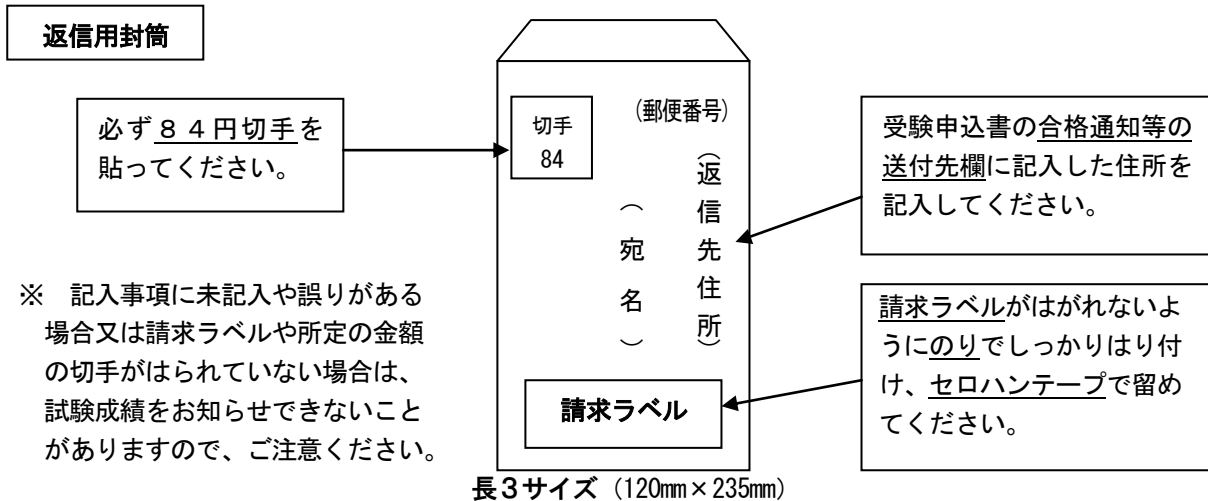 返信用封筒
必ず８４円切手を
貼ってください。
切手
84
（郵便番号）
（返信先住所）
（宛名）
受験申込書の合格通知等の
送付先欄に記入した住所を
記入してください。
※　記入事項に未記入や誤りがある
場合又は請求ラベルや所定の金額
の切手がはられていない場合は、
試験成績をお知らせできないこと
がありますので、ご注意ください。
請求ラベルがはがれないよ
うにのりでしっかりはり付
け、セロハンテープで留め
てください。
請求ラベル
長３サイズ（120mm×235mm）